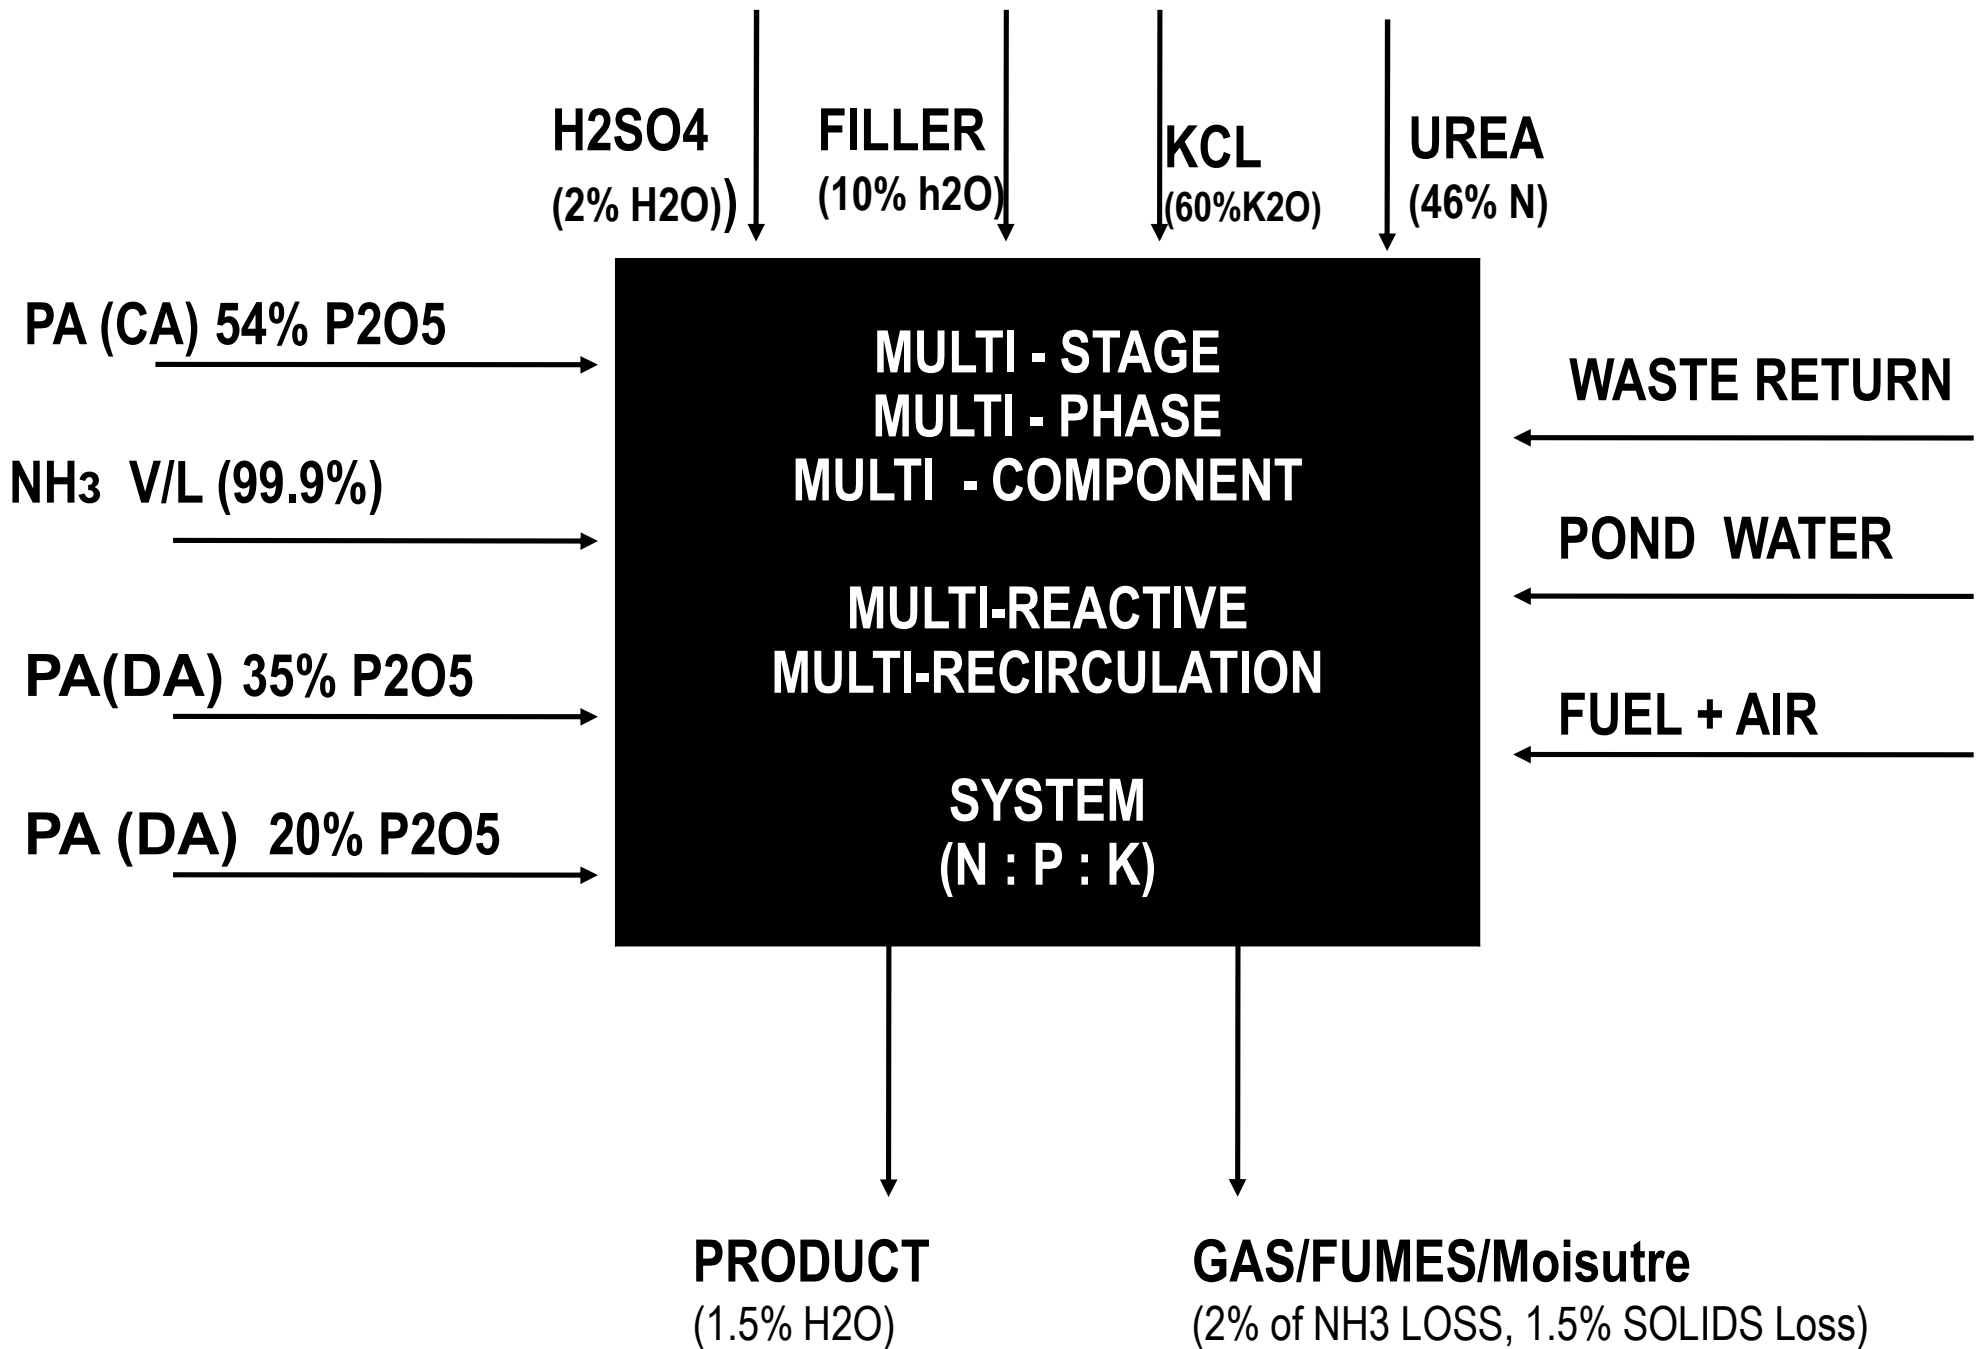 H2SO4
(2% H2O))
FILLER
(10% h2O)
KCL
(60%K2O)
UREA
(46% N)
PA (CA) 54% P2O5
NH3 V/L (99.9%)
PA(DA) 35% P2O5
PA (DA) 20% P2O5
MULTI - STAGE
MULTI - PHASE
MULTI - COMPONENT
MULTI-REACTIVE
MULTI-RECIRCULATION
SYSTEM
(N : P : K)
WASTE RETURN
POND WATER
FUEL + AIR
PRODUCT
(1.5% H2O)
GAS/FUMES/Moisutre
(2% of NH3 LOSS, 1.5% SOLIDS Loss)